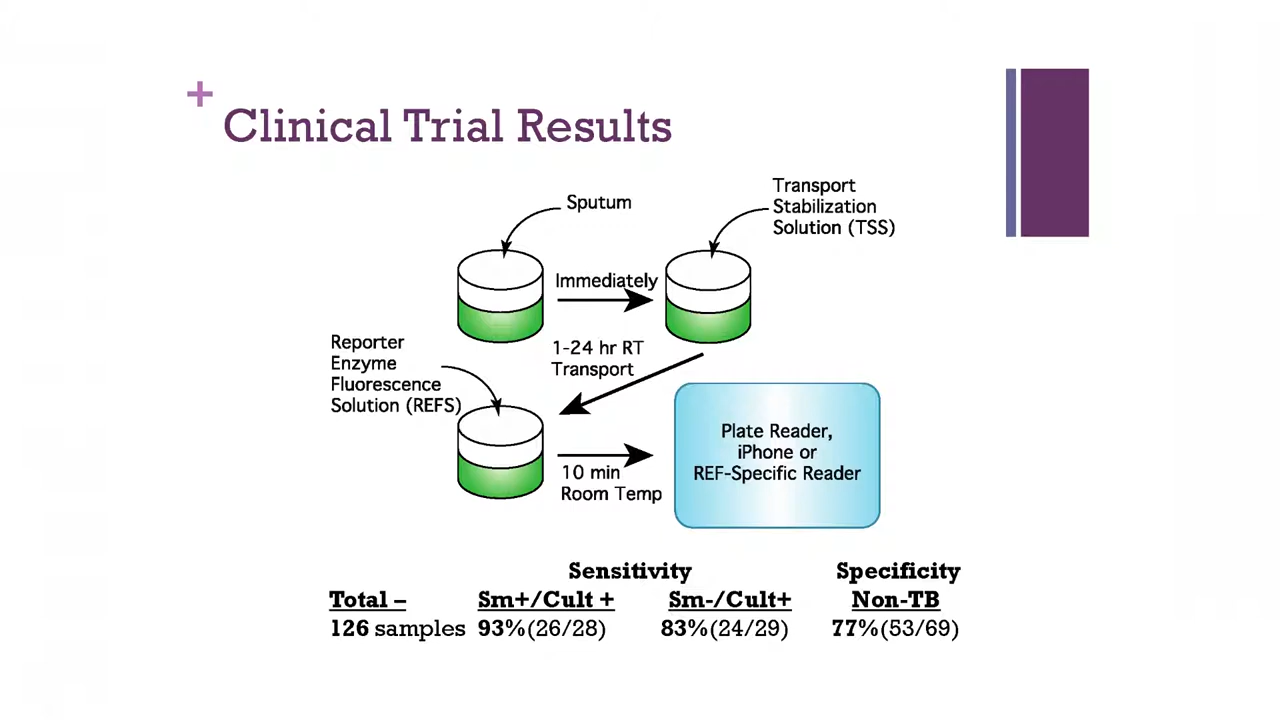 +
Clinical Trial Results
Sputum
Transport
Stabilization
Solution (TSS)
Immediately
Reporter
Enzyme
Fluorescence
Solution (REFS)
1-24 hr RT
Transport
10 min
Room Temp
Plate Reader,
iPhone or
REF-Specific Reader
Sensitivity Specificity
Total – Sm+/Cult + Sm-/Cult+ Non-TB
126 samples 93%(26/28) 83%(24/29) 77%(53/69)